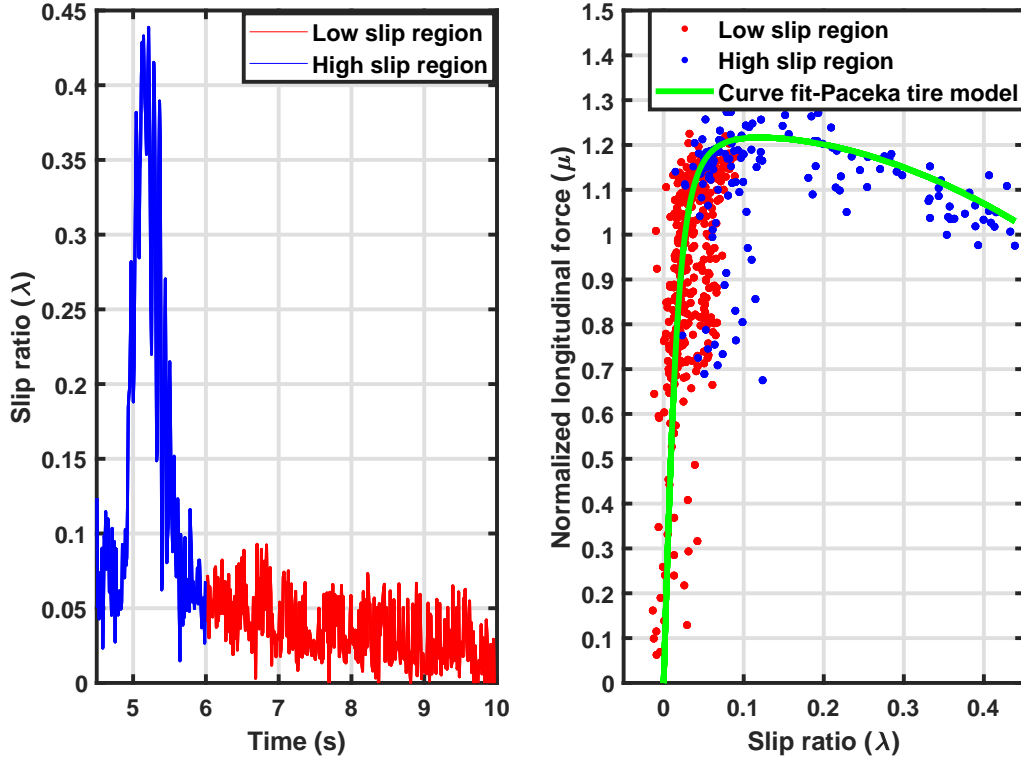 0.45
0.4
0.35
0.3
0.25
0.2
0.15
0.1
0.05
0
Slip ratio (λ)
5 6 7 8 9 10
Time (s)
Low slip region
High slip region
1.5
1.4
1.3
1.2
1.1
1
0.9
0.8
0.7
0.6
0.5
0.4
0.3
0.2
0.1
0
Normalized longitudinal force (μ)
0 0.1 0.2 0.3 0.4
Slip ratio (λ)
Low slip region
High slip region
Curve fit-Paceka tire model